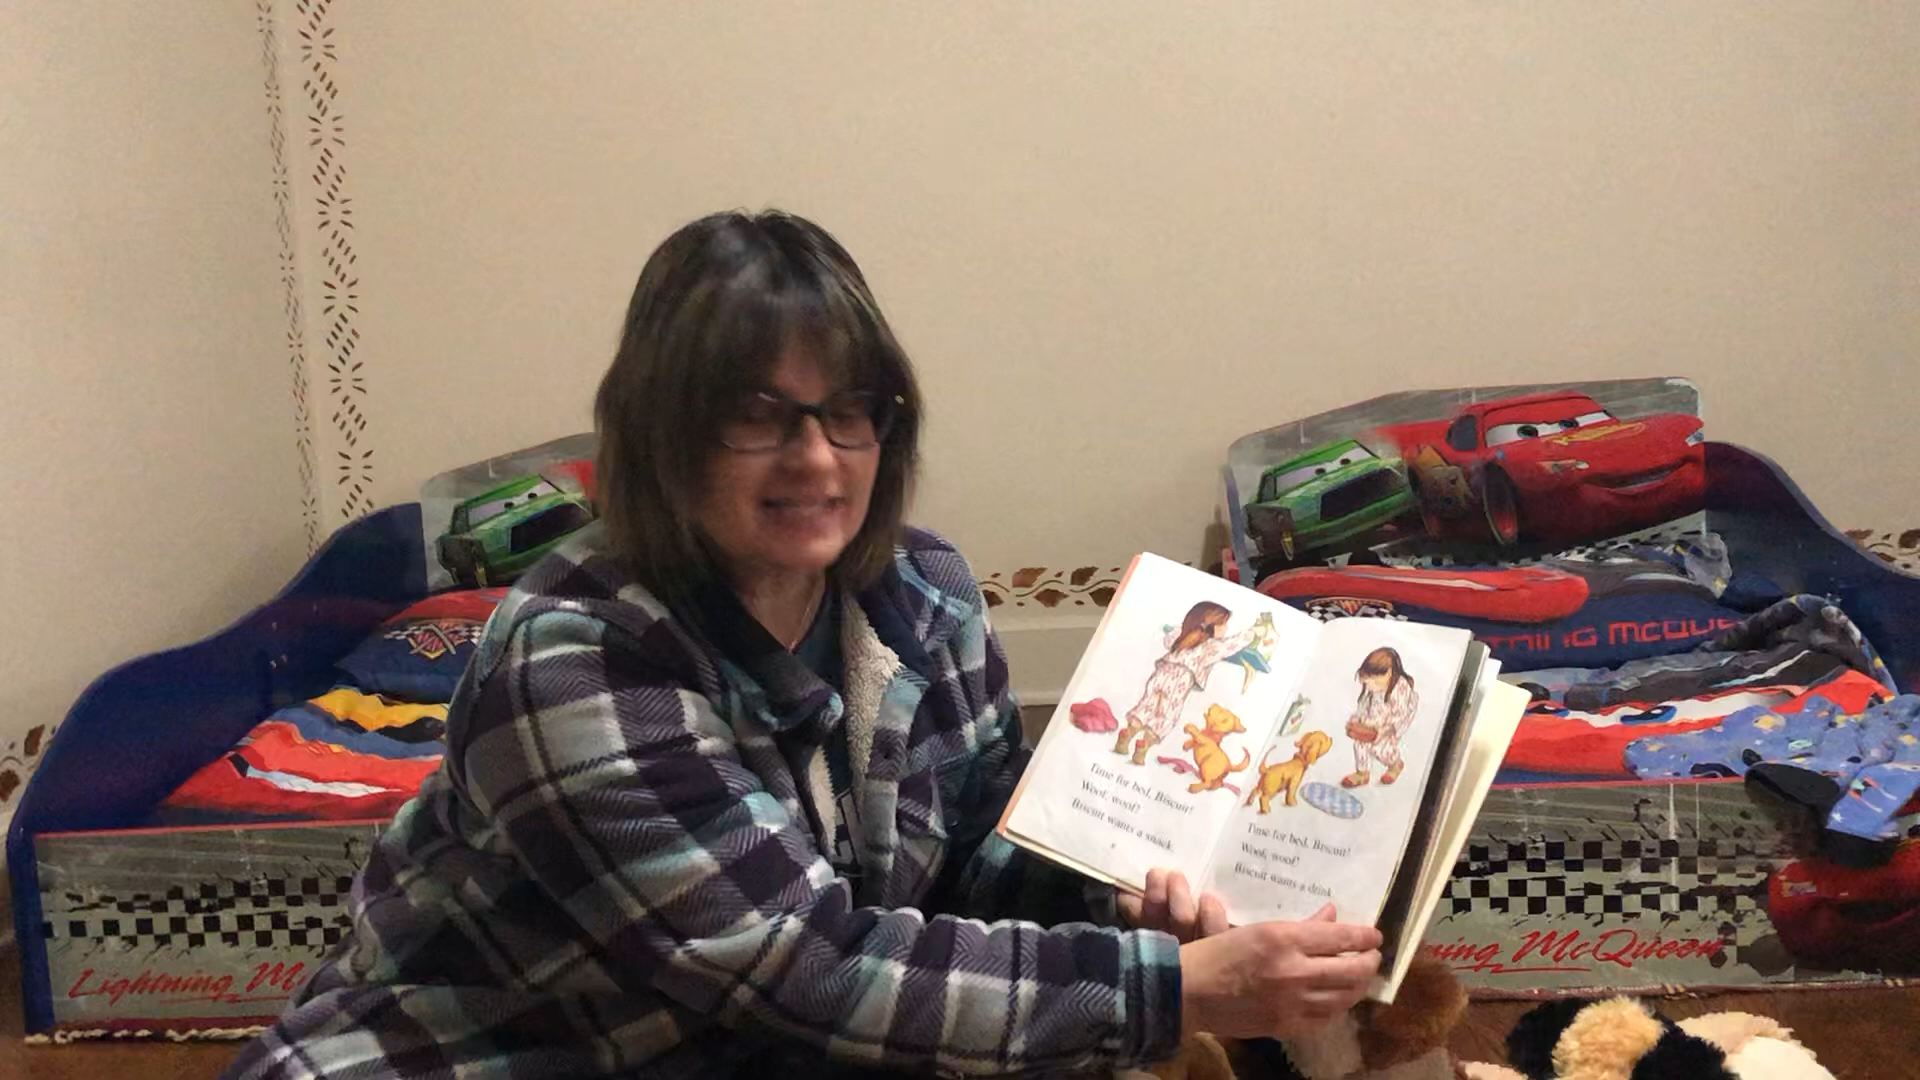 Time for bed, Biscuit!
Woof, woof!
Biscuit wants a snack.
Time for bed, Biscuit!
Woof, woof!
Biscuit wants a drink.
Lightning
McQueen